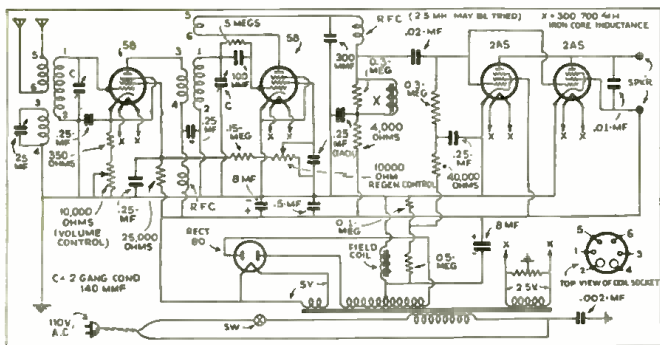 5
5 MEGS
RFC
(2.5 MH MAY BE TRIED)
X = 300-700 MH
IRON CORE INDUCTANCE
58
58
.02-MF
2A5
2A5
6
5
1
3
1
6
C
300 MMF
0.3-MEG
0.3-MEG
SPKR.
6
100 MMF
X
3
2
4
2
C
.01-MF
4
.25 MF
.25-MF
350-OHMS
.25 MF
.15-MEG
.25 MF (EACH)
4,000 OHMS
.25-MF
40,000 OHMS
X X
X X
X X
X X
10,000 OHMS
(VOLUME CONTROL)
.25-MF
25,000 OHMS
RFC
8 MF
.5-MF
10000 OHM
REGEN. CONTROL
0.1-MEG
8 MF
RECT 80
FIELD COIL
0.5-MEG
X X
5 6
1 3
2 4
TOP VIEW OF COIL SOCKET
C = 2 GANG COND
140 MMF
5V
2.5V.
.002-MF
110V. A.C.
SW